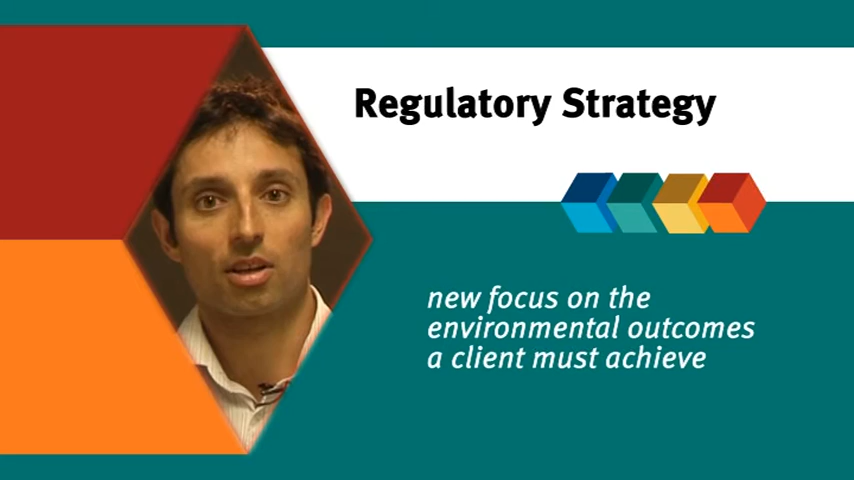 Regulatory Strategy
new focus on the
environmental outcomes
a client must achieve